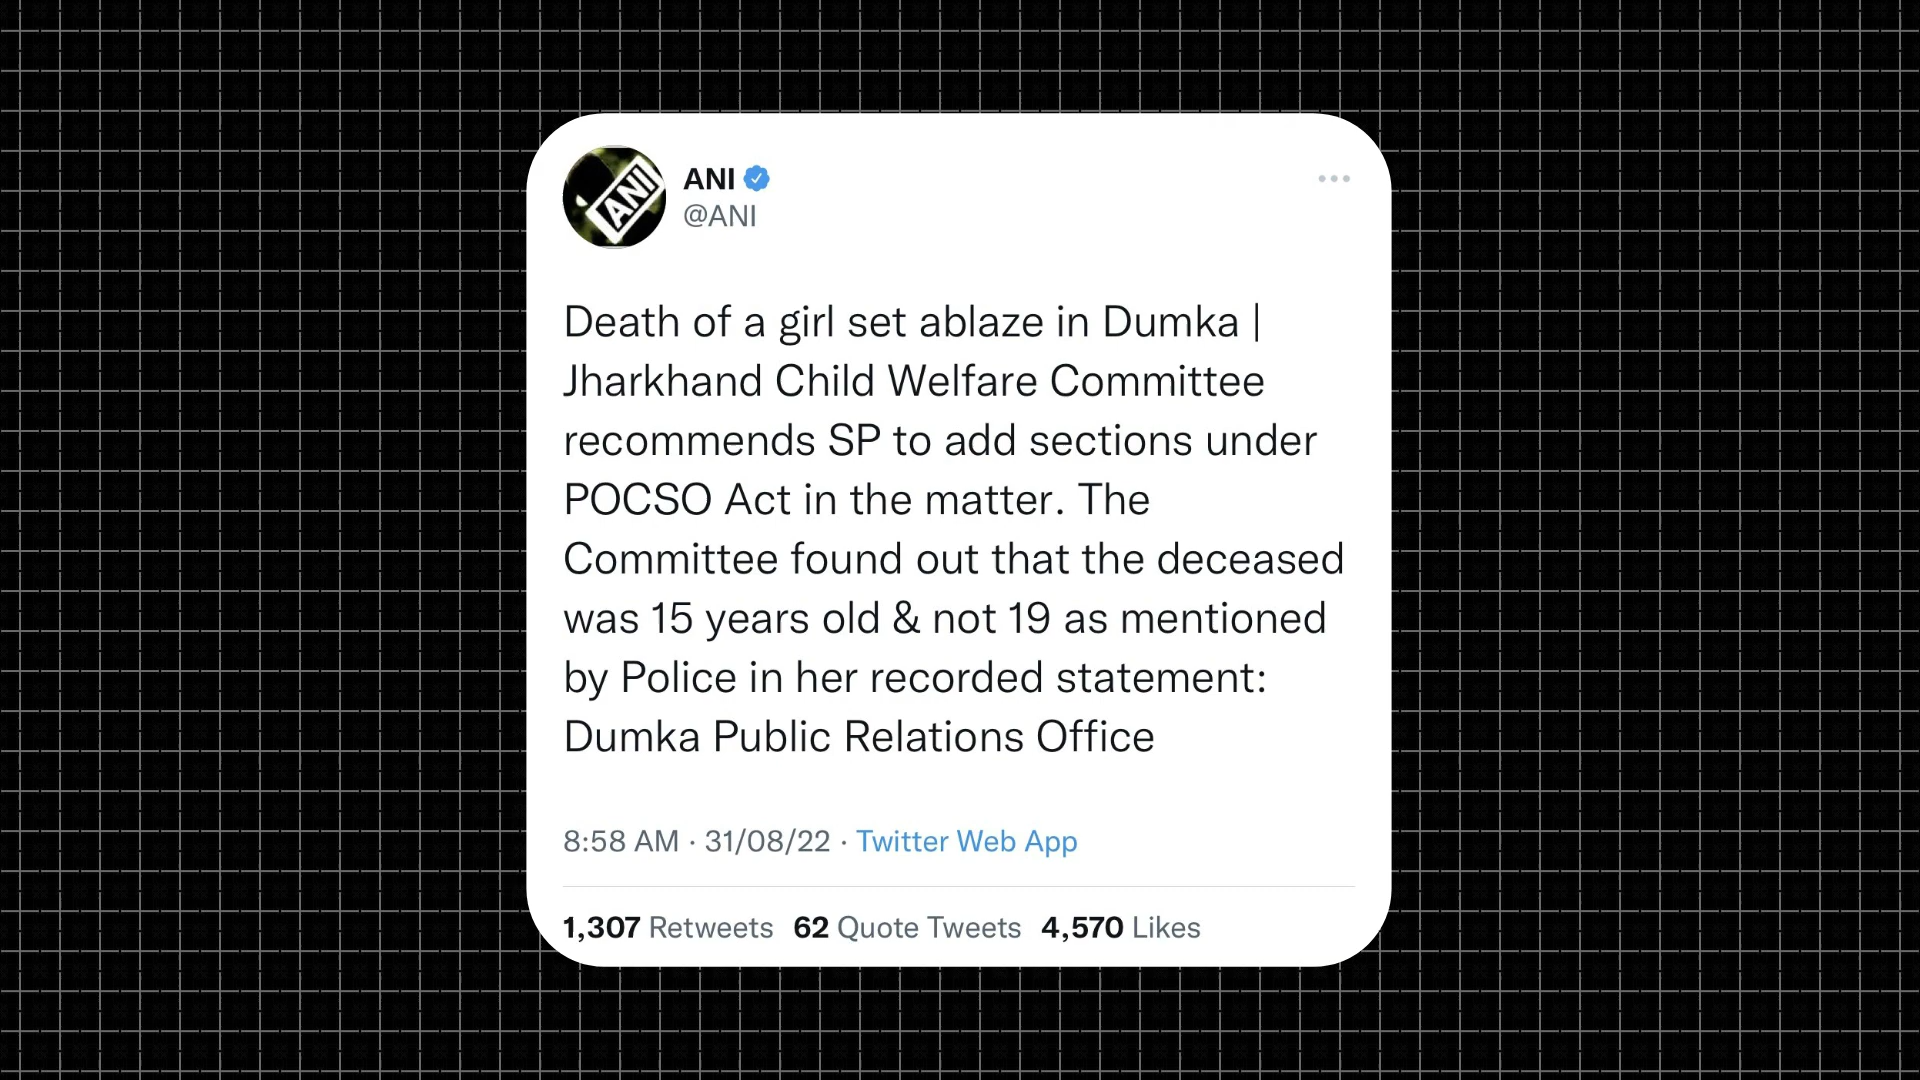 ANI
ANI
@ANI
Death of a girl set ablaze in Dumka |
Jharkhand Child Welfare Committee
recommends SP to add sections under
POCSO Act in the matter. The
Committee found out that the deceased
was 15 years old & not 19 as mentioned
by Police in her recorded statement:
Dumka Public Relations Office
8:58 AM · 31/08/22 · Twitter Web App
1,307 Retweets 62 Quote Tweets 4,570 Likes